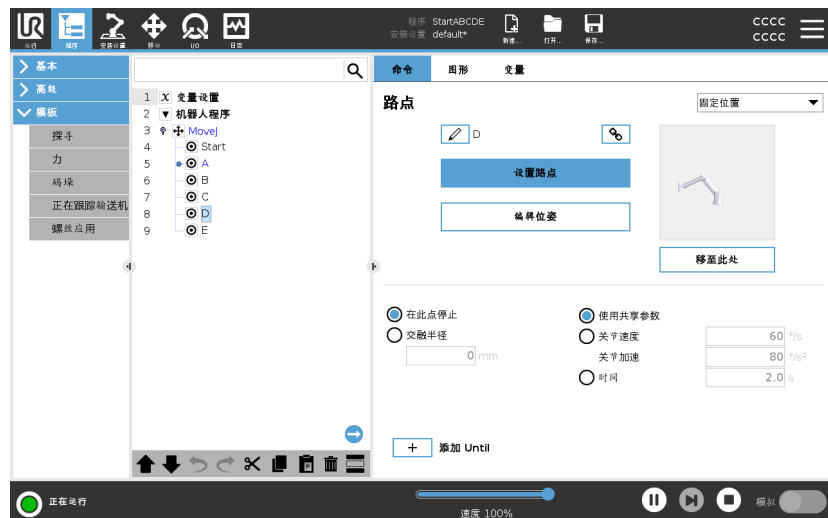 UR
运行
程序
安装设置
移动
I/O
日志
程序 StartABCDE
安装设置 default*
新建...
打开...
保存...
CCCC
CCCC
基本
高级
模板
探寻
力
码垛
正在跟踪输送机
螺丝应用
1 X 变量设置
2 机器人程序
3 MoveJ
4 Start
5 A
6 B
7 C
8 D
9 E
命令 图形 变量
路点
固定位置
D
设置路点
编辑位姿
移至此处
在此点停止
交融半径
0 mm
使用共享参数
关节速度 60 °/s
关节加速 80 °/s²
时间 2.0 s
+ 添加 Until
正在运行
速度 100%
模拟